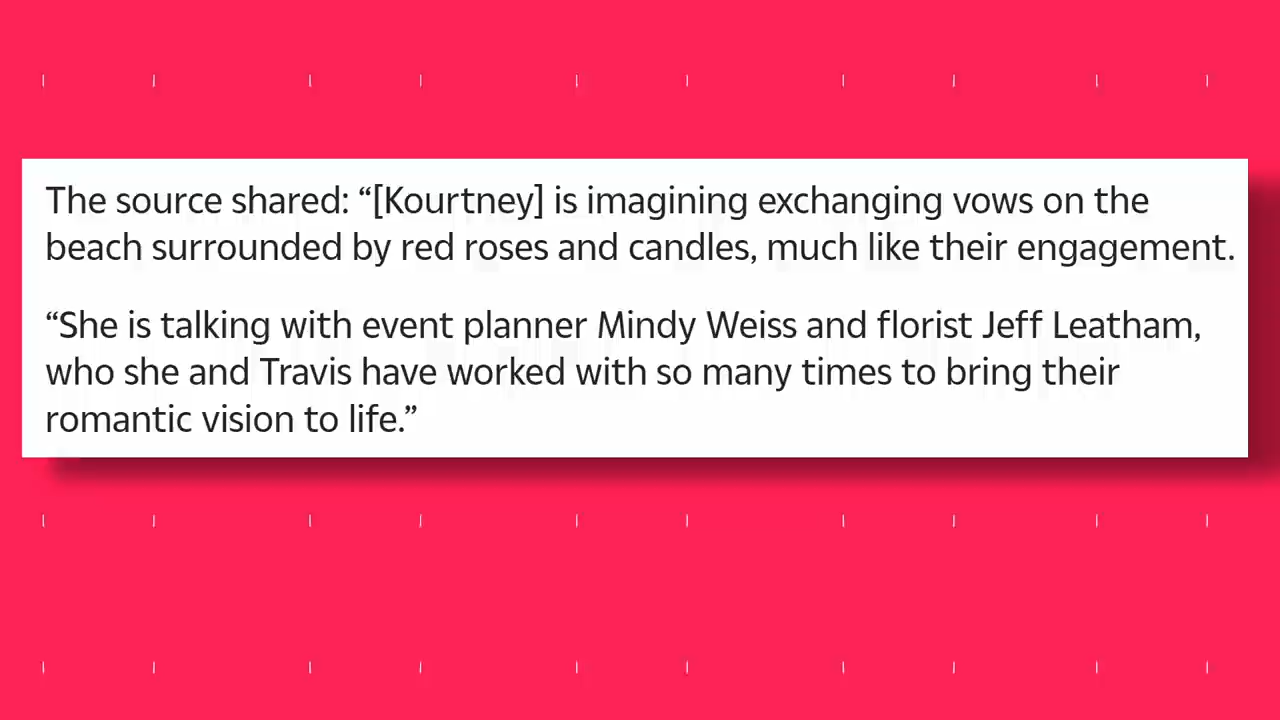 The source shared: “[Kourtney] is imagining exchanging vows on the
beach surrounded by red roses and candles, much like their engagement.
“She is talking with event planner Mindy Weiss and florist Jeff Leatham,
who she and Travis have worked with so many times to bring their
romantic vision to life.”